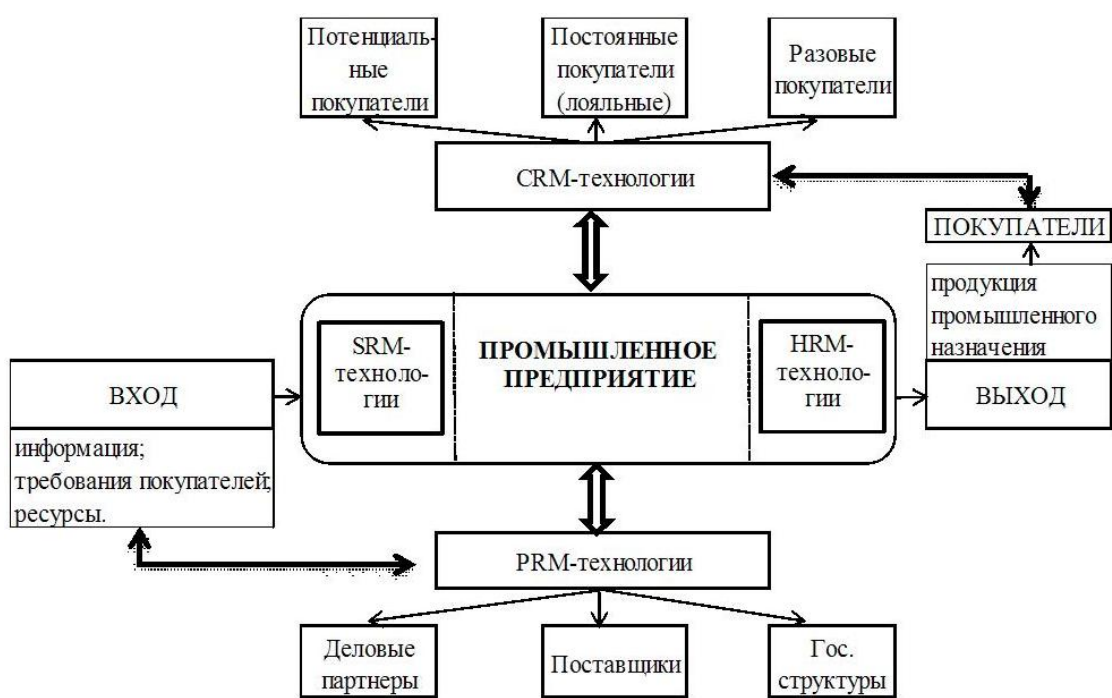 Потенциаль-
ные
покупатели
Постоянные
покупатели
(лояльные)
Разовые
покупатели
CRM-технологии
ПОКУПАТЕЛИ
продукция
промышленного
назначения
SRM-
техноло-
гии
ПРОМЫШЛЕННОЕ
ПРЕДПРИЯТИЕ
HRM-
техноло-
гии
ВХОД
ВЫХОД
информация;
требования покупателей;
ресурсы.
PRM-технологии
Деловые
партнеры
Поставщики
Гос.
структуры